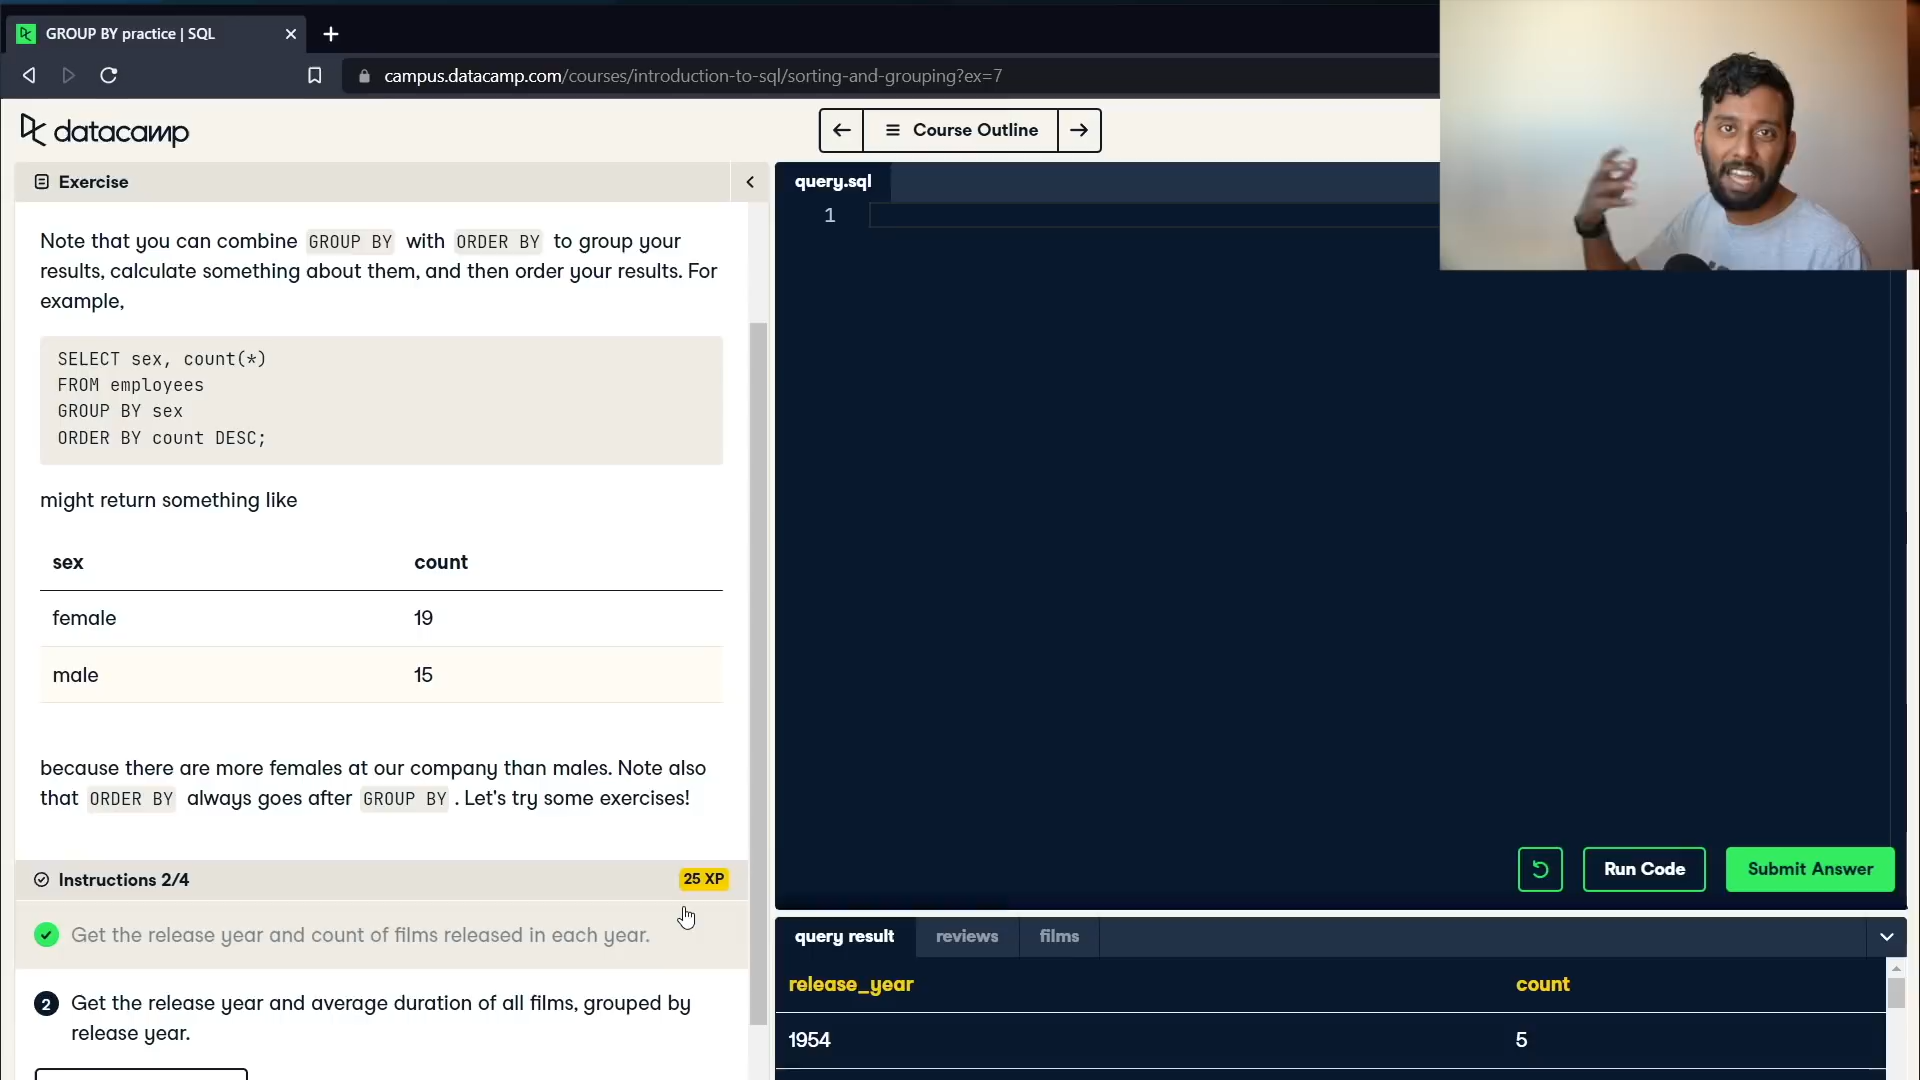 GROUP BY practice | SQL
campus.datacamp.com/courses/introduction-to-sql/sorting-and-grouping?ex=7
datacamp
Course Outline
Exercise
Note that you can combine GROUP BY with ORDER BY to group your
results, calculate something about them, and then order your results. For
example,
SELECT sex, count(*)
FROM employees
GROUP BY sex
ORDER BY count DESC;
might return something like
sex count
female 19
male 15
because there are more females at our company than males. Note also
that ORDER BY always goes after GROUP BY . Let's try some exercises!
Instructions 2/4
25 XP
Get the release year and count of films released in each year.
2 Get the release year and average duration of all films, grouped by
release year.
query.sql
1
Run Code
Submit Answer
query result reviews films
release_year count
1954 5